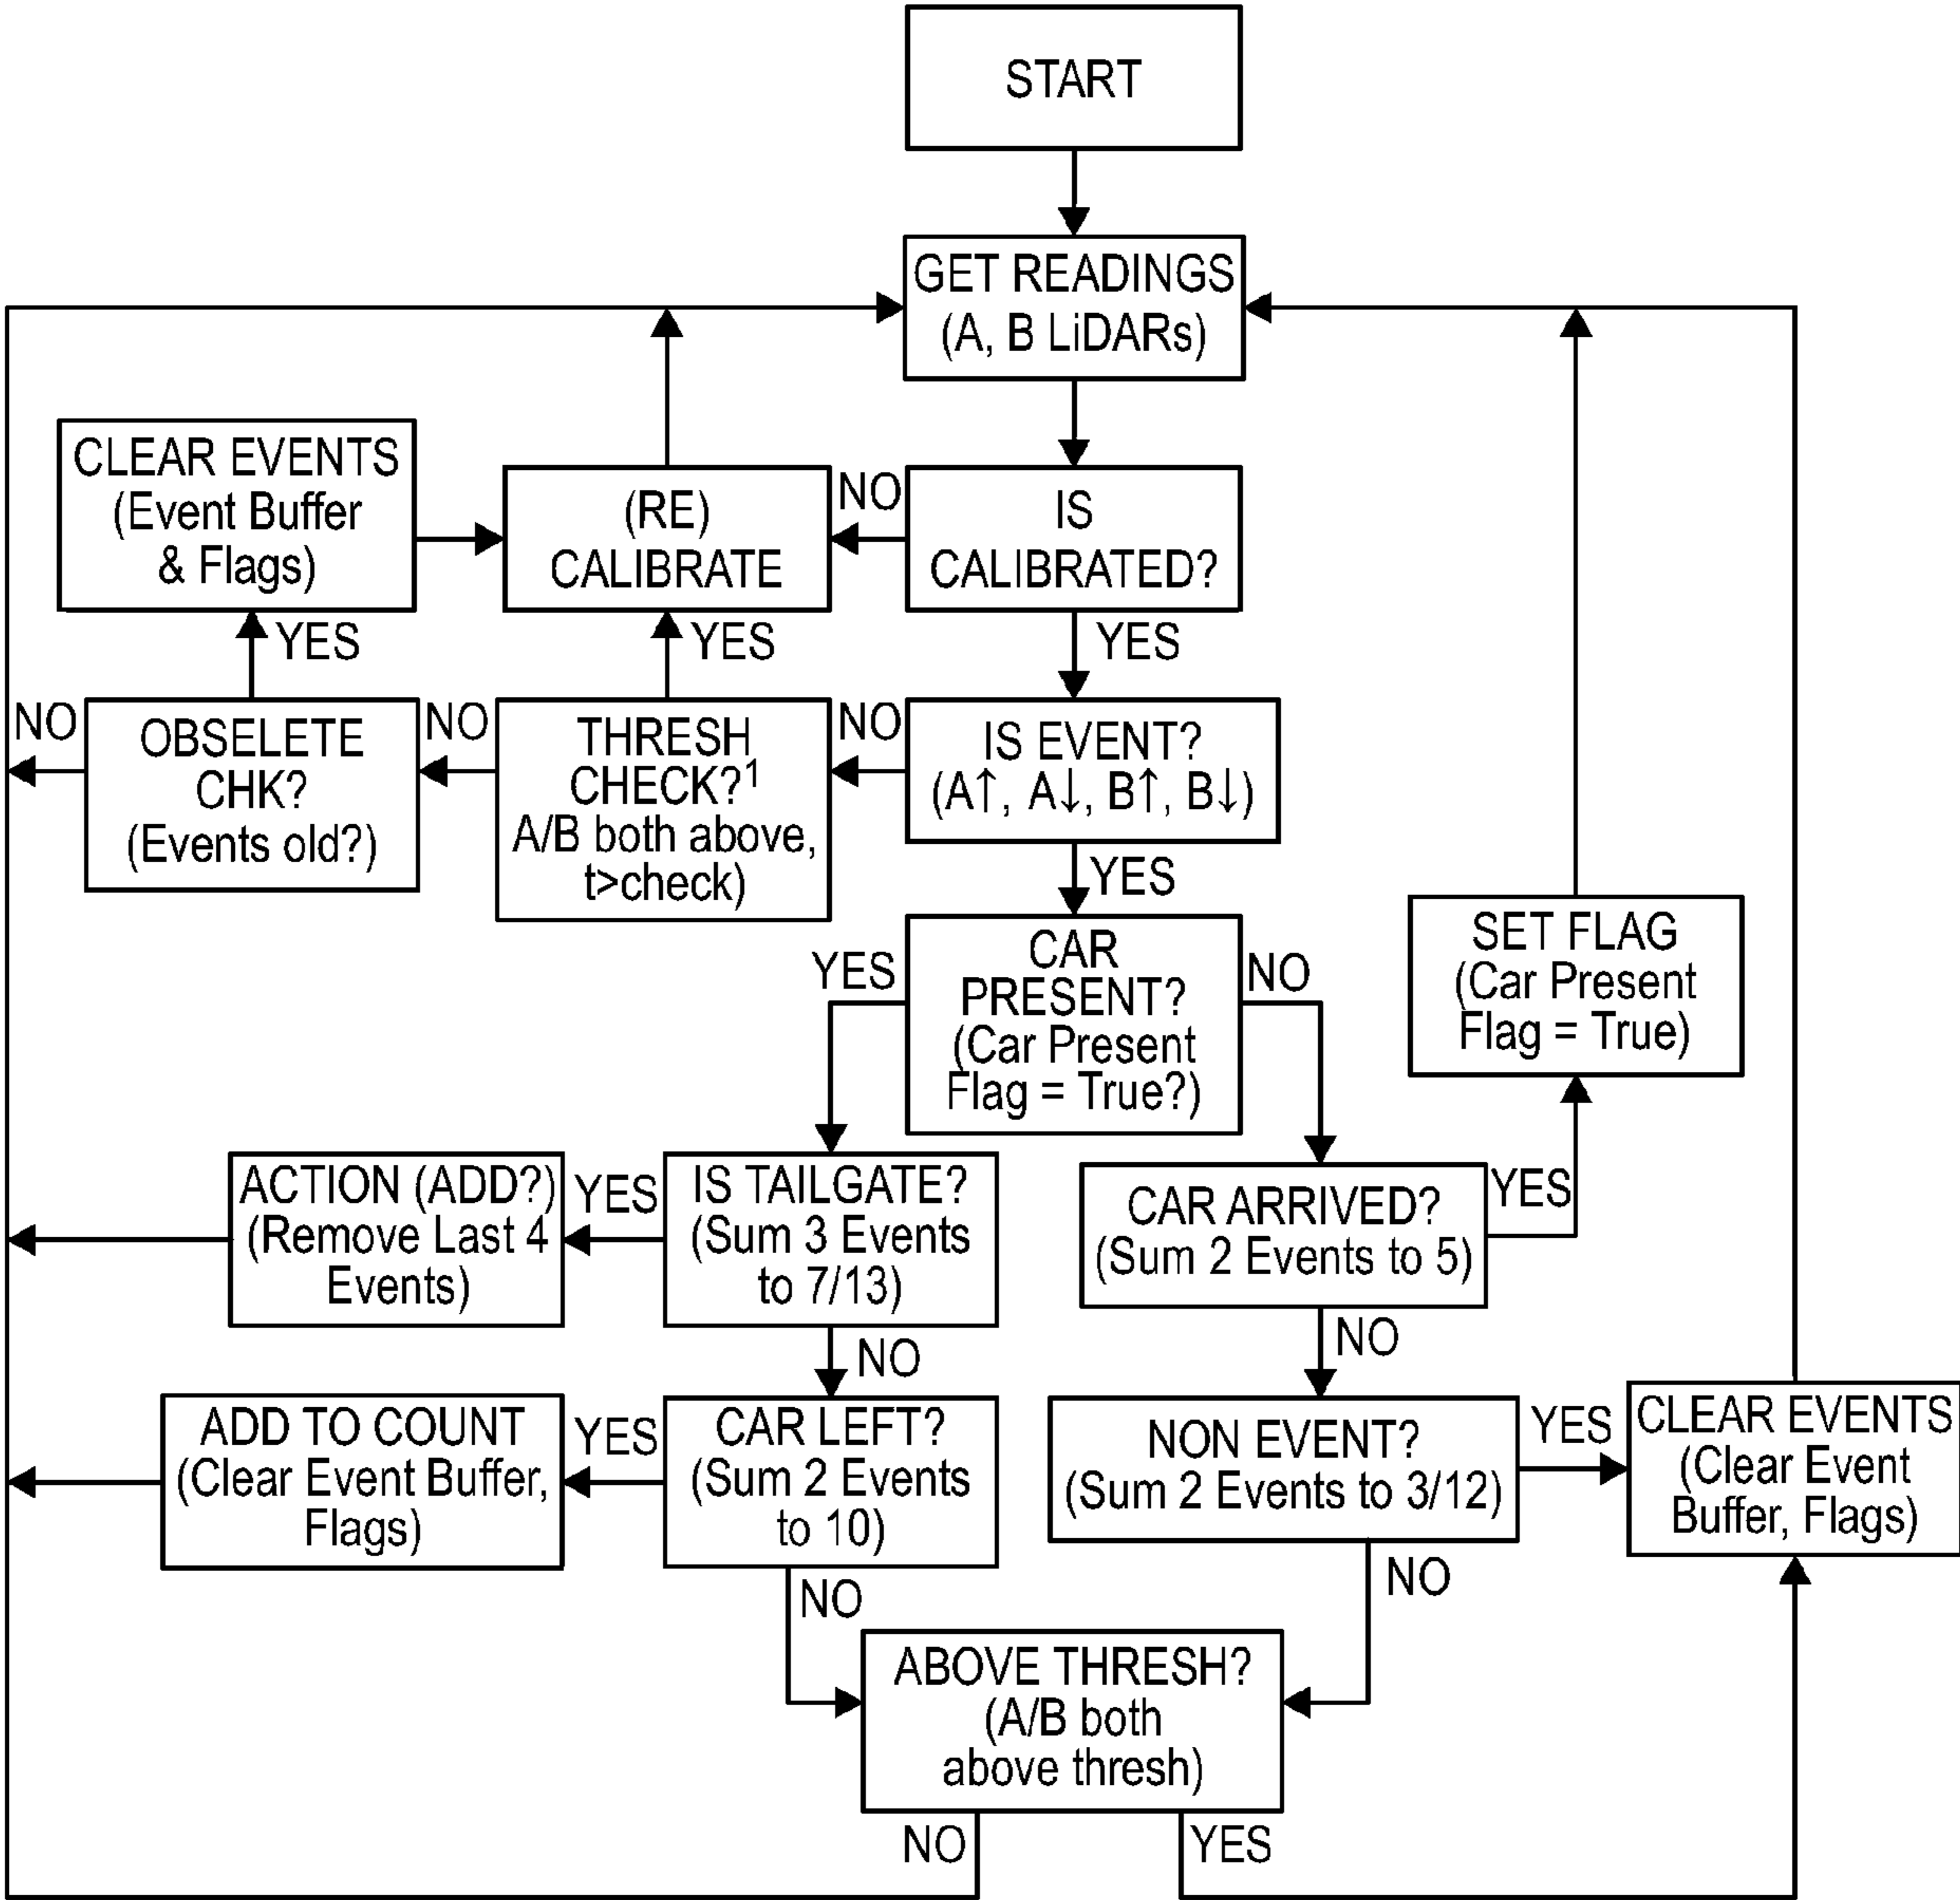 START
GET READINGS
(A, B LiDARs)
CLEAR EVENTS
(Event Buffer
& Flags)
(RE)
CALIBRATE
NO
IS
CALIBRATED?
YES
YES
YES
NO
OBSELETE
CHK?
(Events old?)
NO
THRESH
CHECK?¹
A/B both above,
t>check)
NO
IS EVENT?
(A↑, A↓, B↑, B↓)
YES
YES
CAR
PRESENT?
(Car Present
Flag = True?)
NO
SET FLAG
(Car Present
Flag = True)
ACTION (ADD?)
(Remove Last 4
Events)
YES
IS TAILGATE?
(Sum 3 Events
to 7/13)
CAR ARRIVED?
(Sum 2 Events to 5)
YES
NO
NO
ADD TO COUNT
(Clear Event Buffer,
Flags)
YES
CAR LEFT?
(Sum 2 Events
to 10)
NON EVENT?
(Sum 2 Events to 3/12)
YES
CLEAR EVENTS
(Clear Event
Buffer, Flags)
NO
NO
ABOVE THRESH?
(A/B both
above thresh)
NO
YES